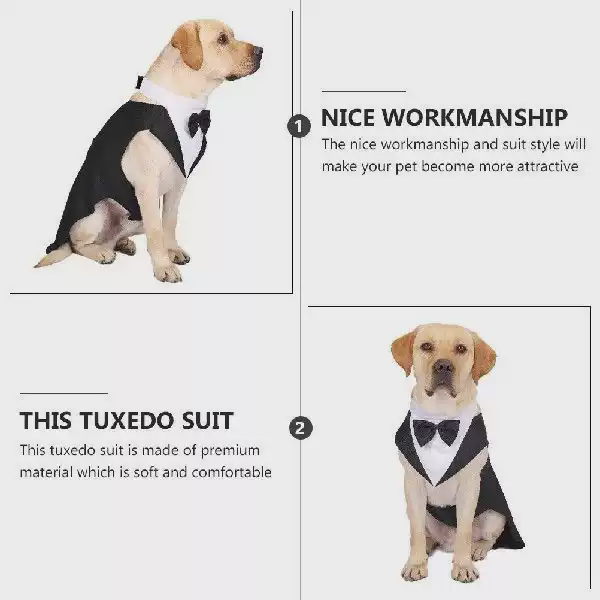 1
NICE WORKMANSHIP
The nice workmanship and suit style will
make your pet become more attractive
THIS TUXEDO SUIT
2
This tuxedo suit is made of premium
material which is soft and comfortable